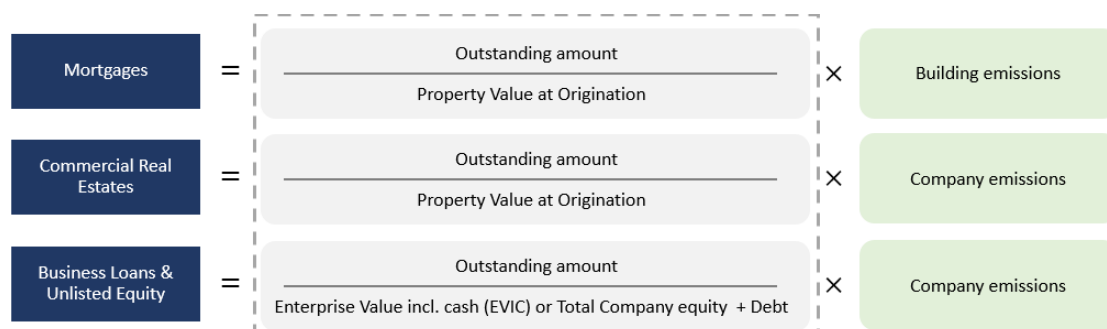 Mortgages
=
Outstanding amount
Property Value at Origination
×
Building emissions
Commercial Real
Estates
=
Outstanding amount
Property Value at Origination
×
Company emissions
Business Loans &
Unlisted Equity
=
Outstanding amount
Enterprise Value incl. cash (EVIC) or Total Company equity + Debt
×
Company emissions